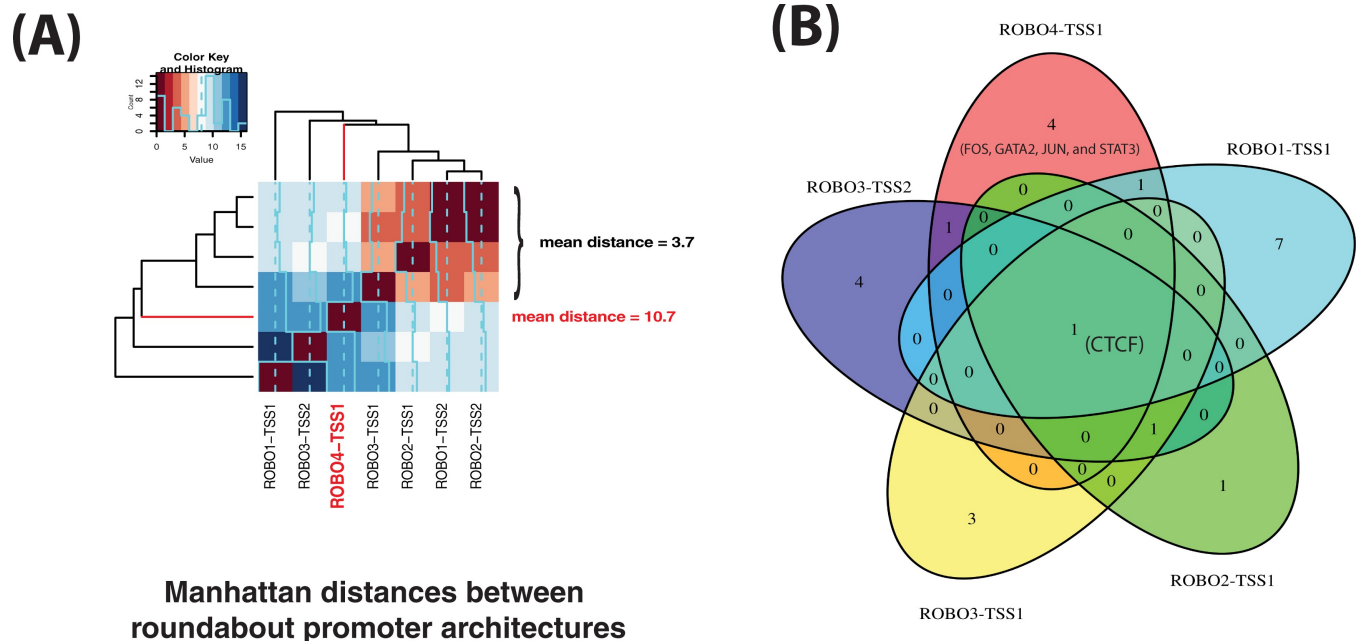 (A)
Color Key
and Histogram
Count
0 4 8 12
0 5 10 15
Value
mean distance = 3.7
mean distance = 10.7
ROBO1–TSS1
ROBO3–TSS2
ROBO4–TSS1
ROBO3–TSS1
ROBO2–TSS1
ROBO1–TSS2
ROBO2–TSS2
Manhattan distances between
roundabout promoter architectures
(B)
ROBO4-TSS1
4
(FOS, GATA2, JUN, and STAT3)
ROBO1-TSS1
ROBO3-TSS2
0
1
0
0
0
1
0
0
0
7
0
4
0
0
1 (CTCF)
0
0
0
0
0
0
0
0
0
0
1
0
0
0
0
1
3
ROBO2-TSS1
ROBO3-TSS1